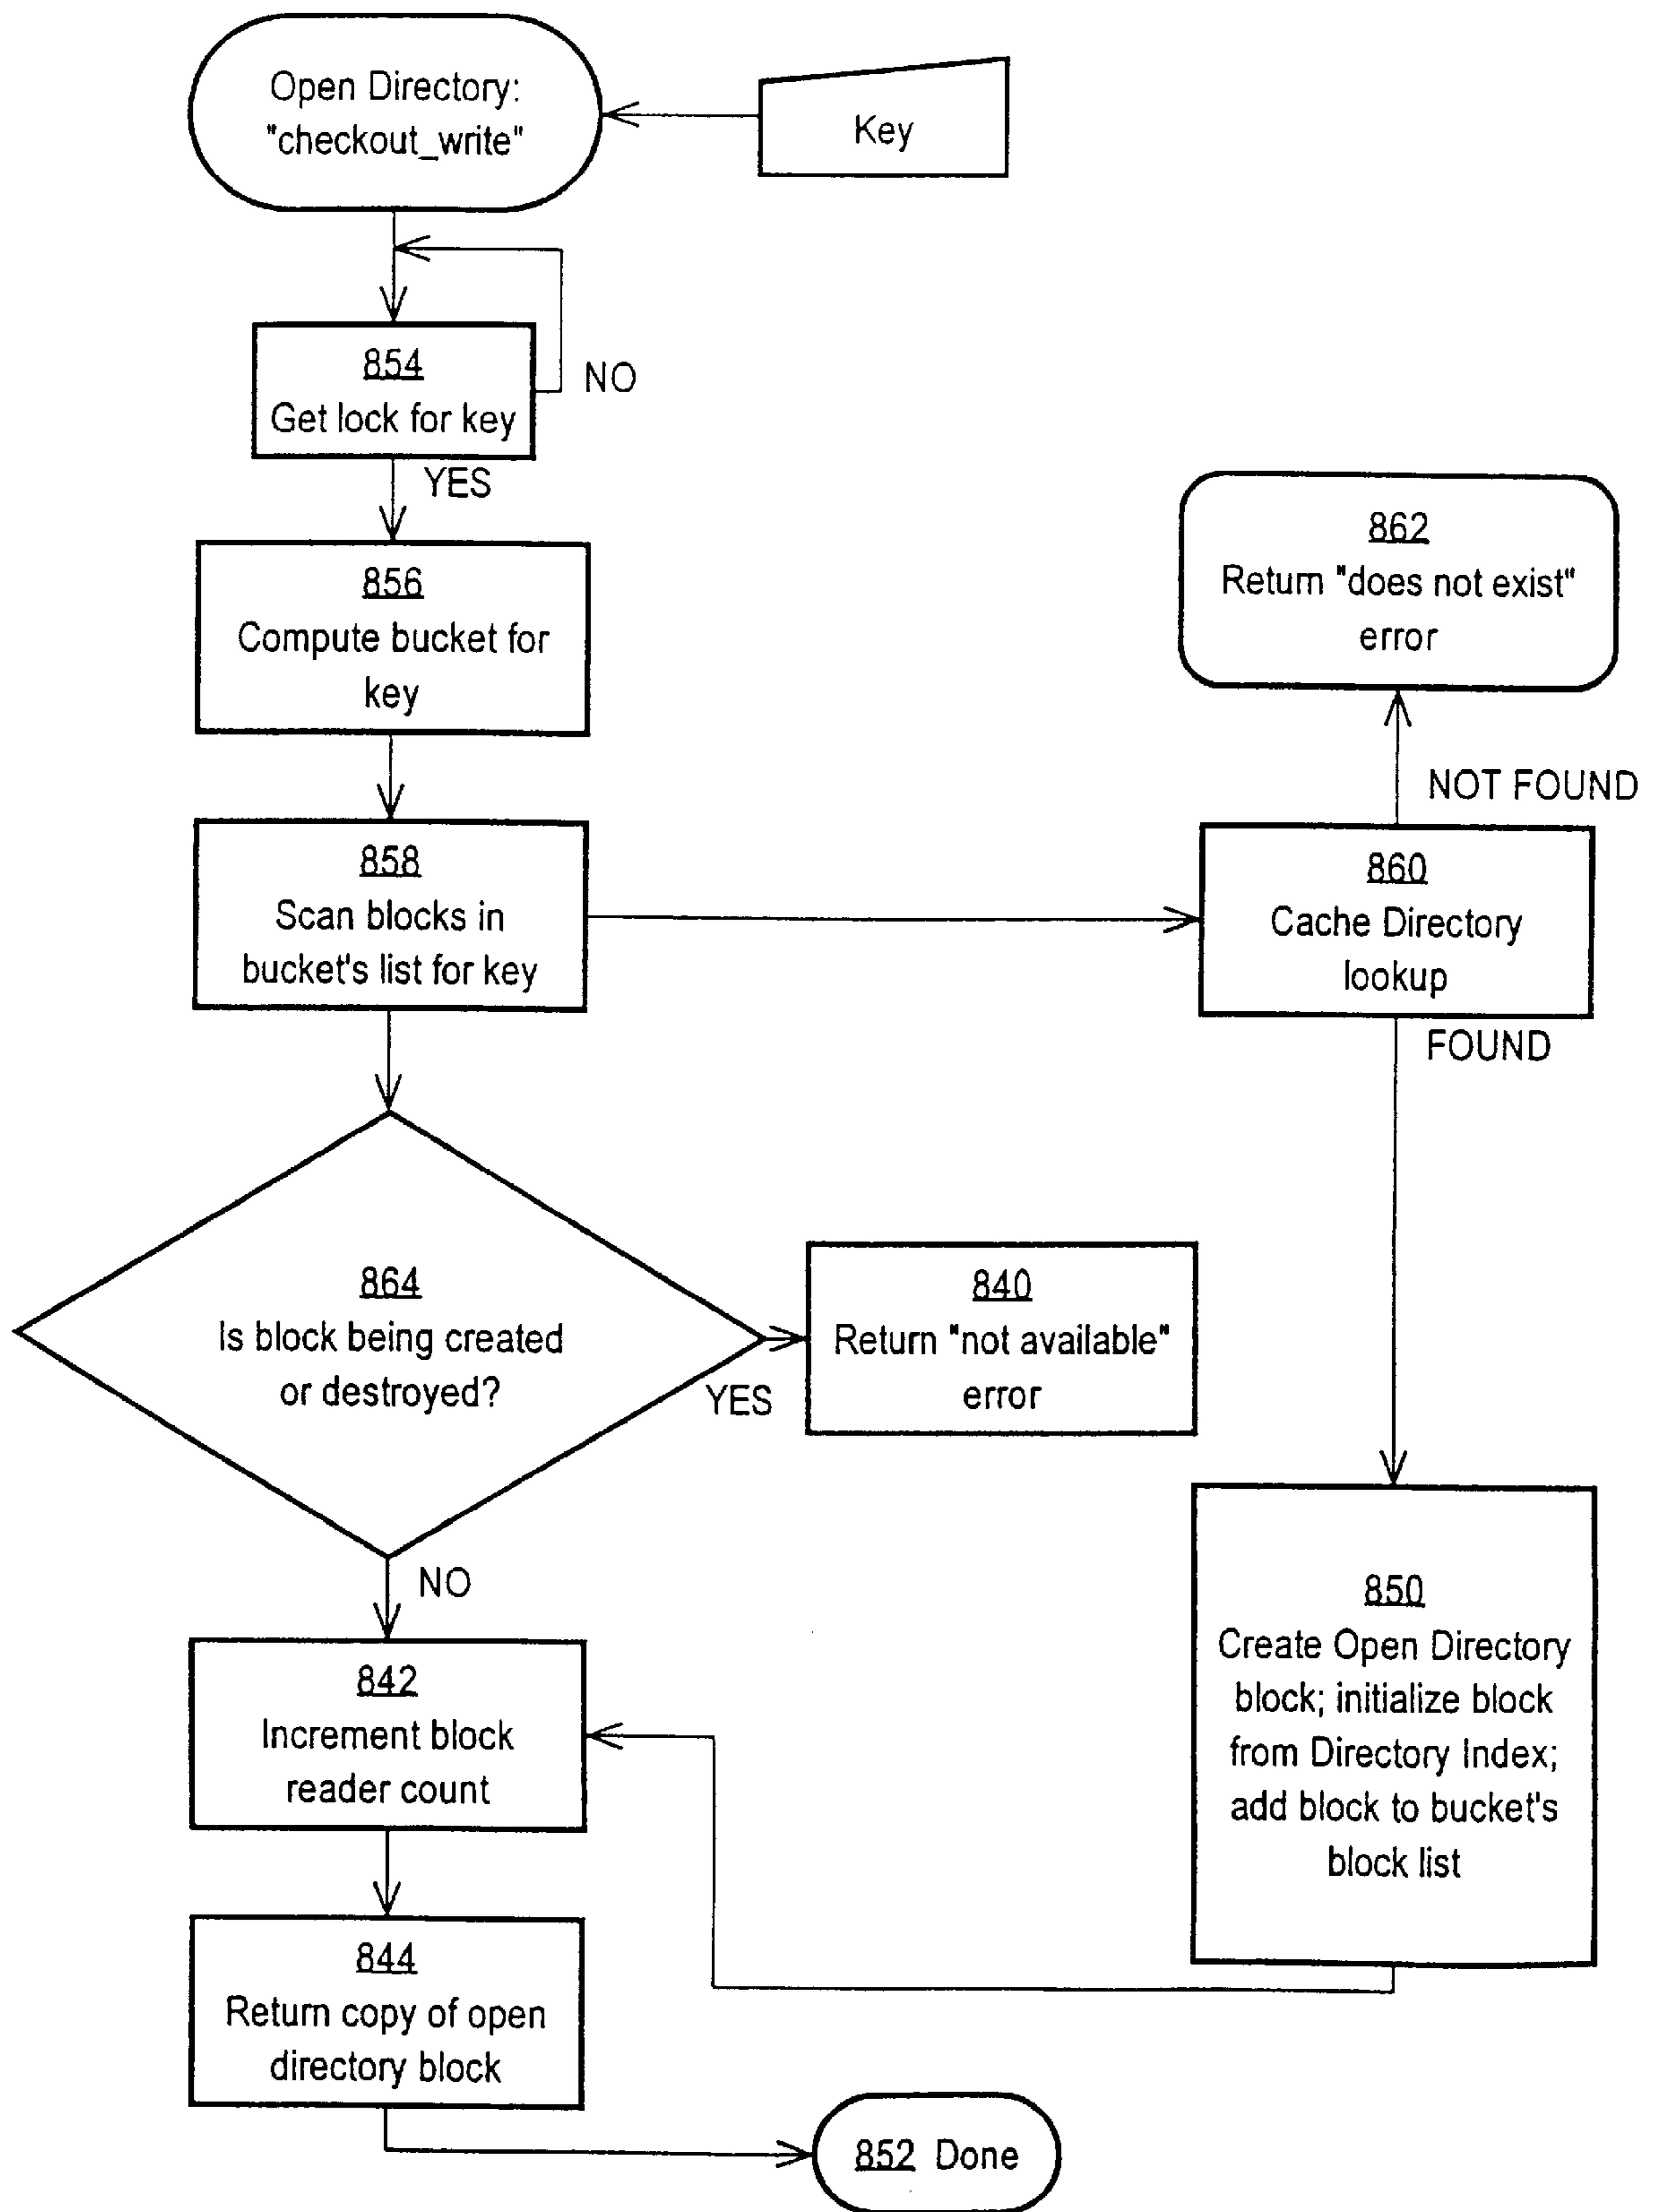 Open Directory:
"checkout_write"
Key
854
Get lock for key
NO
YES
856
Compute bucket for
key
862
Return "does not exist"
error
NOT FOUND
858
Scan blocks in
bucket's list for key
860
Cache Directory
lookup
FOUND
864
Is block being created
or destroyed?
YES
840
Return "not available"
error
NO
842
Increment block
reader count
850
Create Open Directory
block; initialize block
from Directory Index;
add block to bucket's
block list
844
Return copy of open
directory block
852 Done